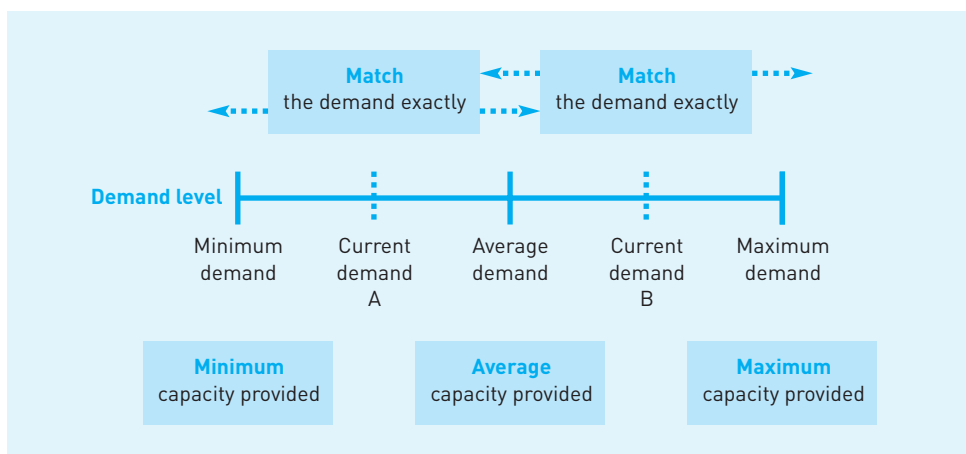 Match
the demand exactly
Match
the demand exactly
Demand level
Minimum
demand
Current
demand
A
Average
demand
Current
demand
B
Maximum
demand
Minimum
capacity provided
Average
capacity provided
Maximum
capacity provided